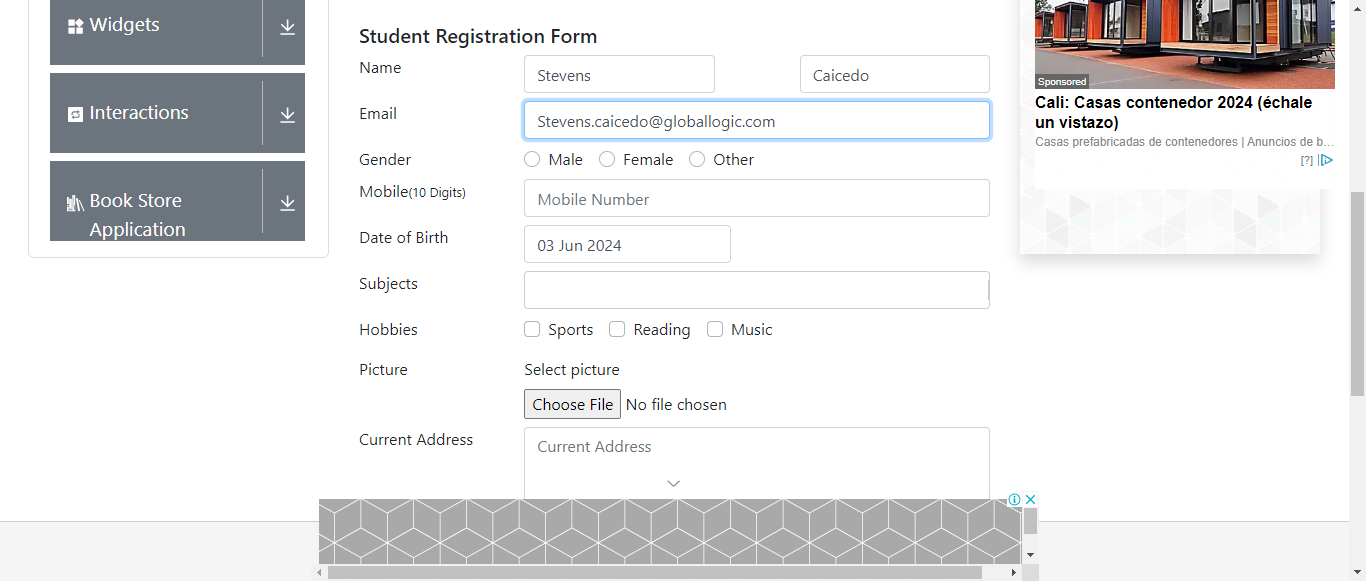 Widgets
Interactions
Book Store
Application
Student Registration Form
Name
Stevens
Caicedo
Email
Stevens.caicedo@globallogic.com
Gender
Male
Female
Other
Mobile(10 Digits)
Mobile Number
Date of Birth
03 Jun 2024
Subjects
Hobbies
Sports
Reading
Music
Picture
Select picture
Choose File No file chosen
Current Address
Current Address
Sponsored
Cali: Casas contenedor 2024 (échale
un vistazo)
Casas prefabricadas de contenedores | Anuncios de b...
[?]